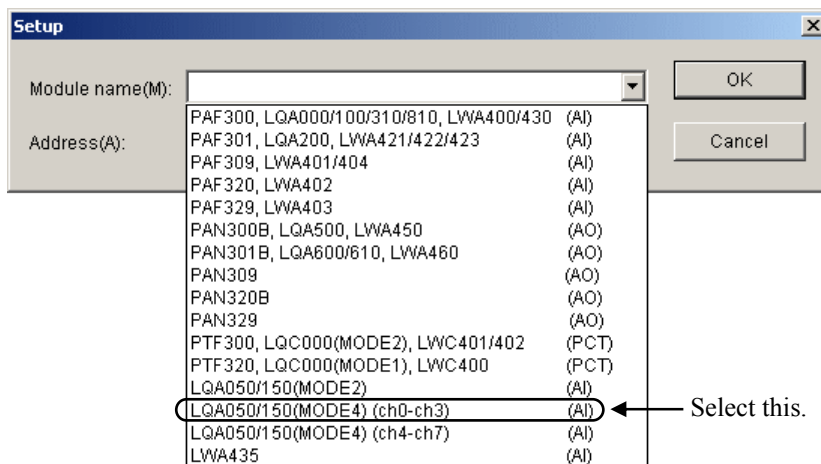 Setup
Module name(M):
OK
Address(A):
Cancel
PAF300, LQA000/100/310/810, LWA400/430 (AI)
PAF301, LQA200, LWA421/422/423 (AI)
PAF309, LWA401/404 (AI)
PAF320, LWA402 (AI)
PAF329, LWA403 (AI)
PAN300B, LQA500, LWA450 (AO)
PAN301B, LQA600/610, LWA460 (AO)
PAN309 (AO)
PAN320B (AO)
PAN329 (AO)
PTF300, LQC000(MODE2), LWC401/402 (PCT)
PTF320, LQC000(MODE1), LWC400 (PCT)
LQA050/150(MODE2) (AI)
LQA050/150(MODE4) (ch0-ch3) (AI) Select this.
LQA050/150(MODE4) (ch4-ch7) (AI)
LWA435 (AI)